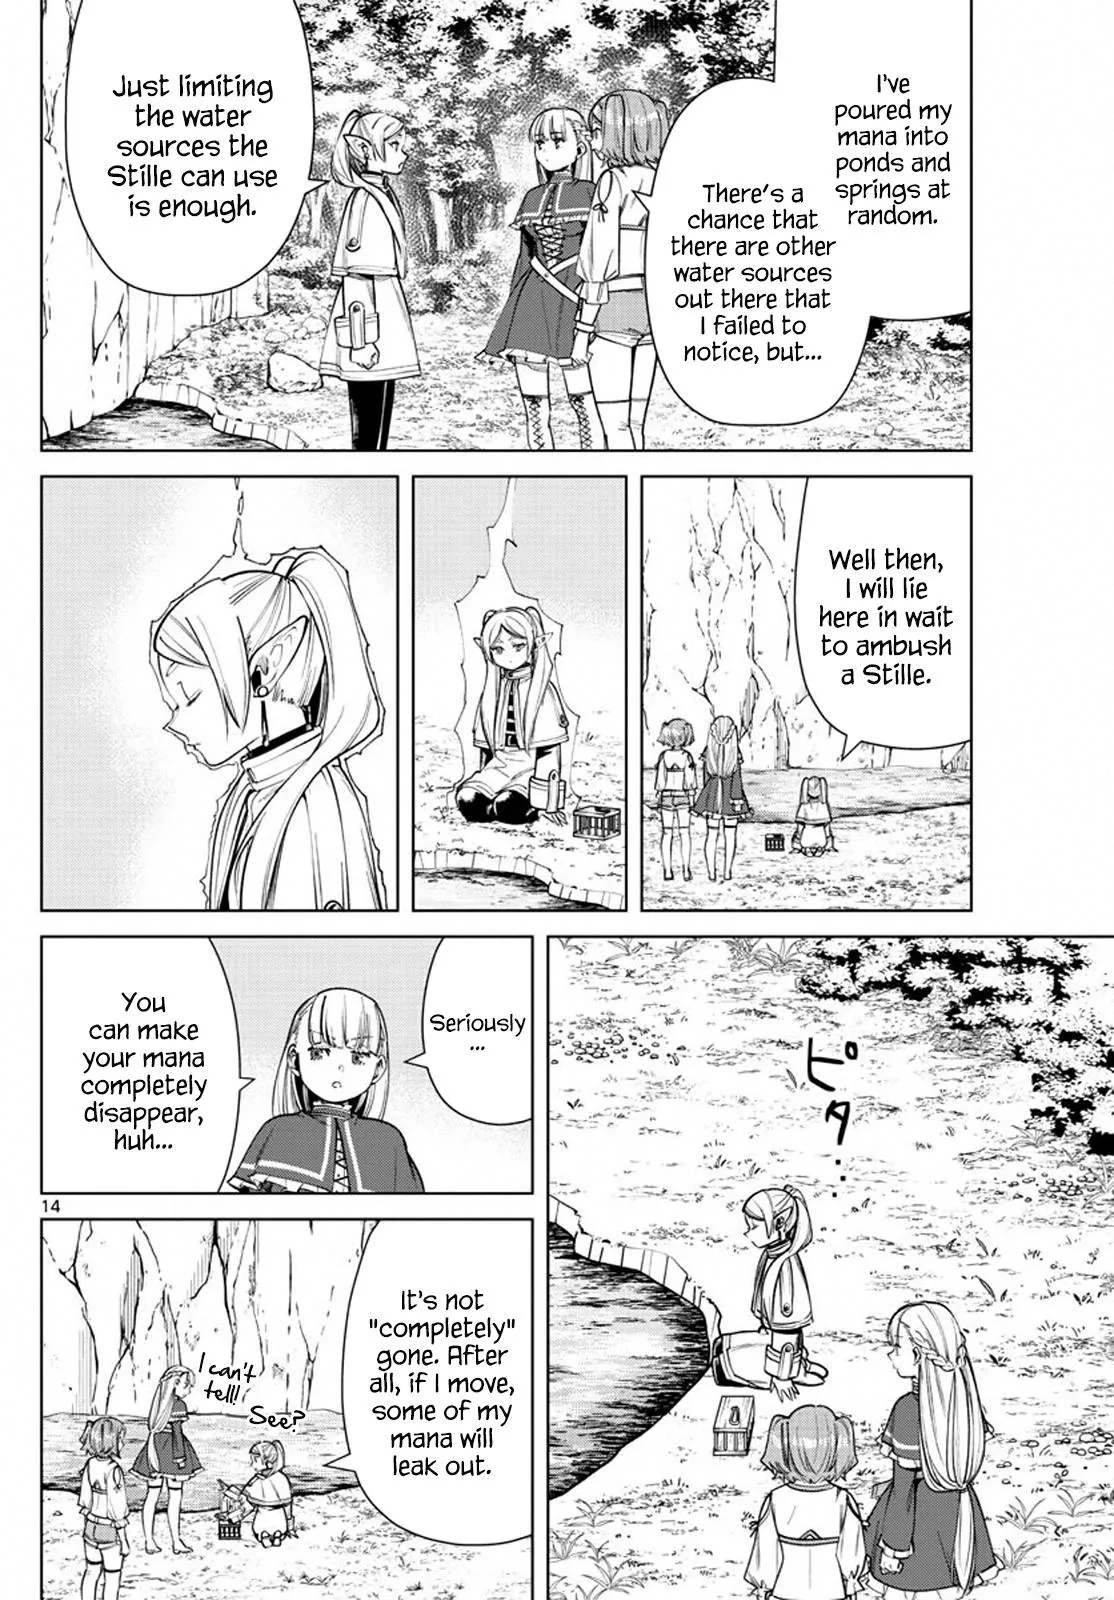 I've
poured my
mana into
ponds and
springs at
random.
There's a
chance that
there are other
water sources
out there that
I failed to
notice, but...
Just limiting
the water
sources the
Stille can use
is enough.
Well then,
I will lie
here in wait
to ambush
a Stille.
ピタ...
Seriously
...
You
can make
your mana
completely
disappear,
huh...
It's not
"completely"
gone. After
all, if I move,
some of my
mana will
leak out.
I can't
tell!
See?
14